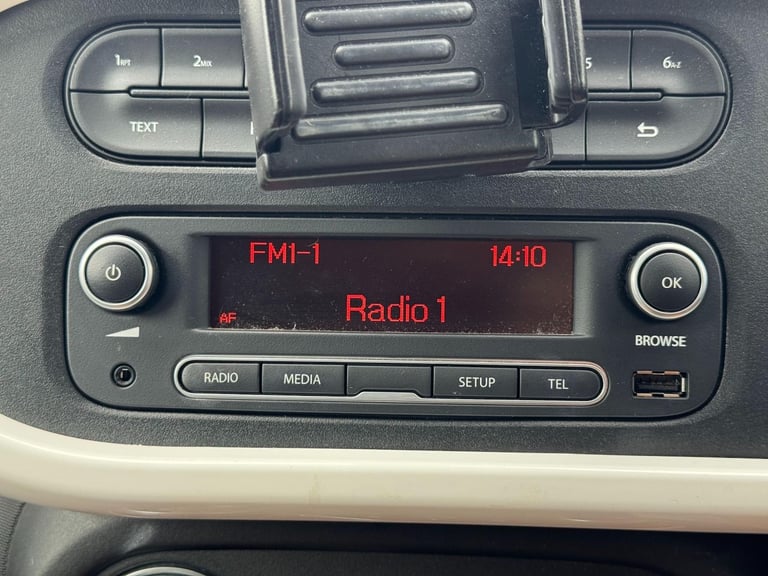 1RPT 2MIX 5 6A-Z
TEXT
FM1-1 14:10
Radio 1
AF
OK
BROWSE
RADIO MEDIA SETUP TEL